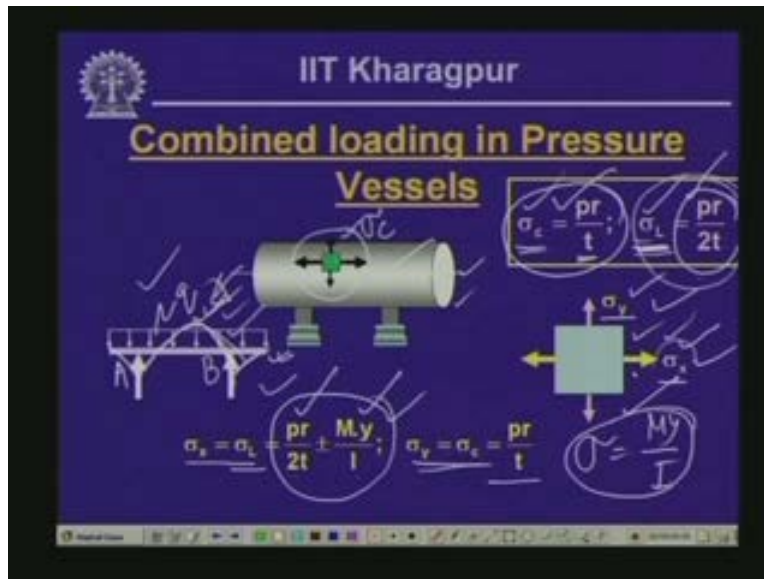 IIT Kharagpur
Combined loading in Pressure
Vessels
σc = pr/t; σL = pr/2t
σc
q
A
B
σy
σx
σx = σL = pr/2t ± M.y/I; σy = σc = pr/t
σ = My/I